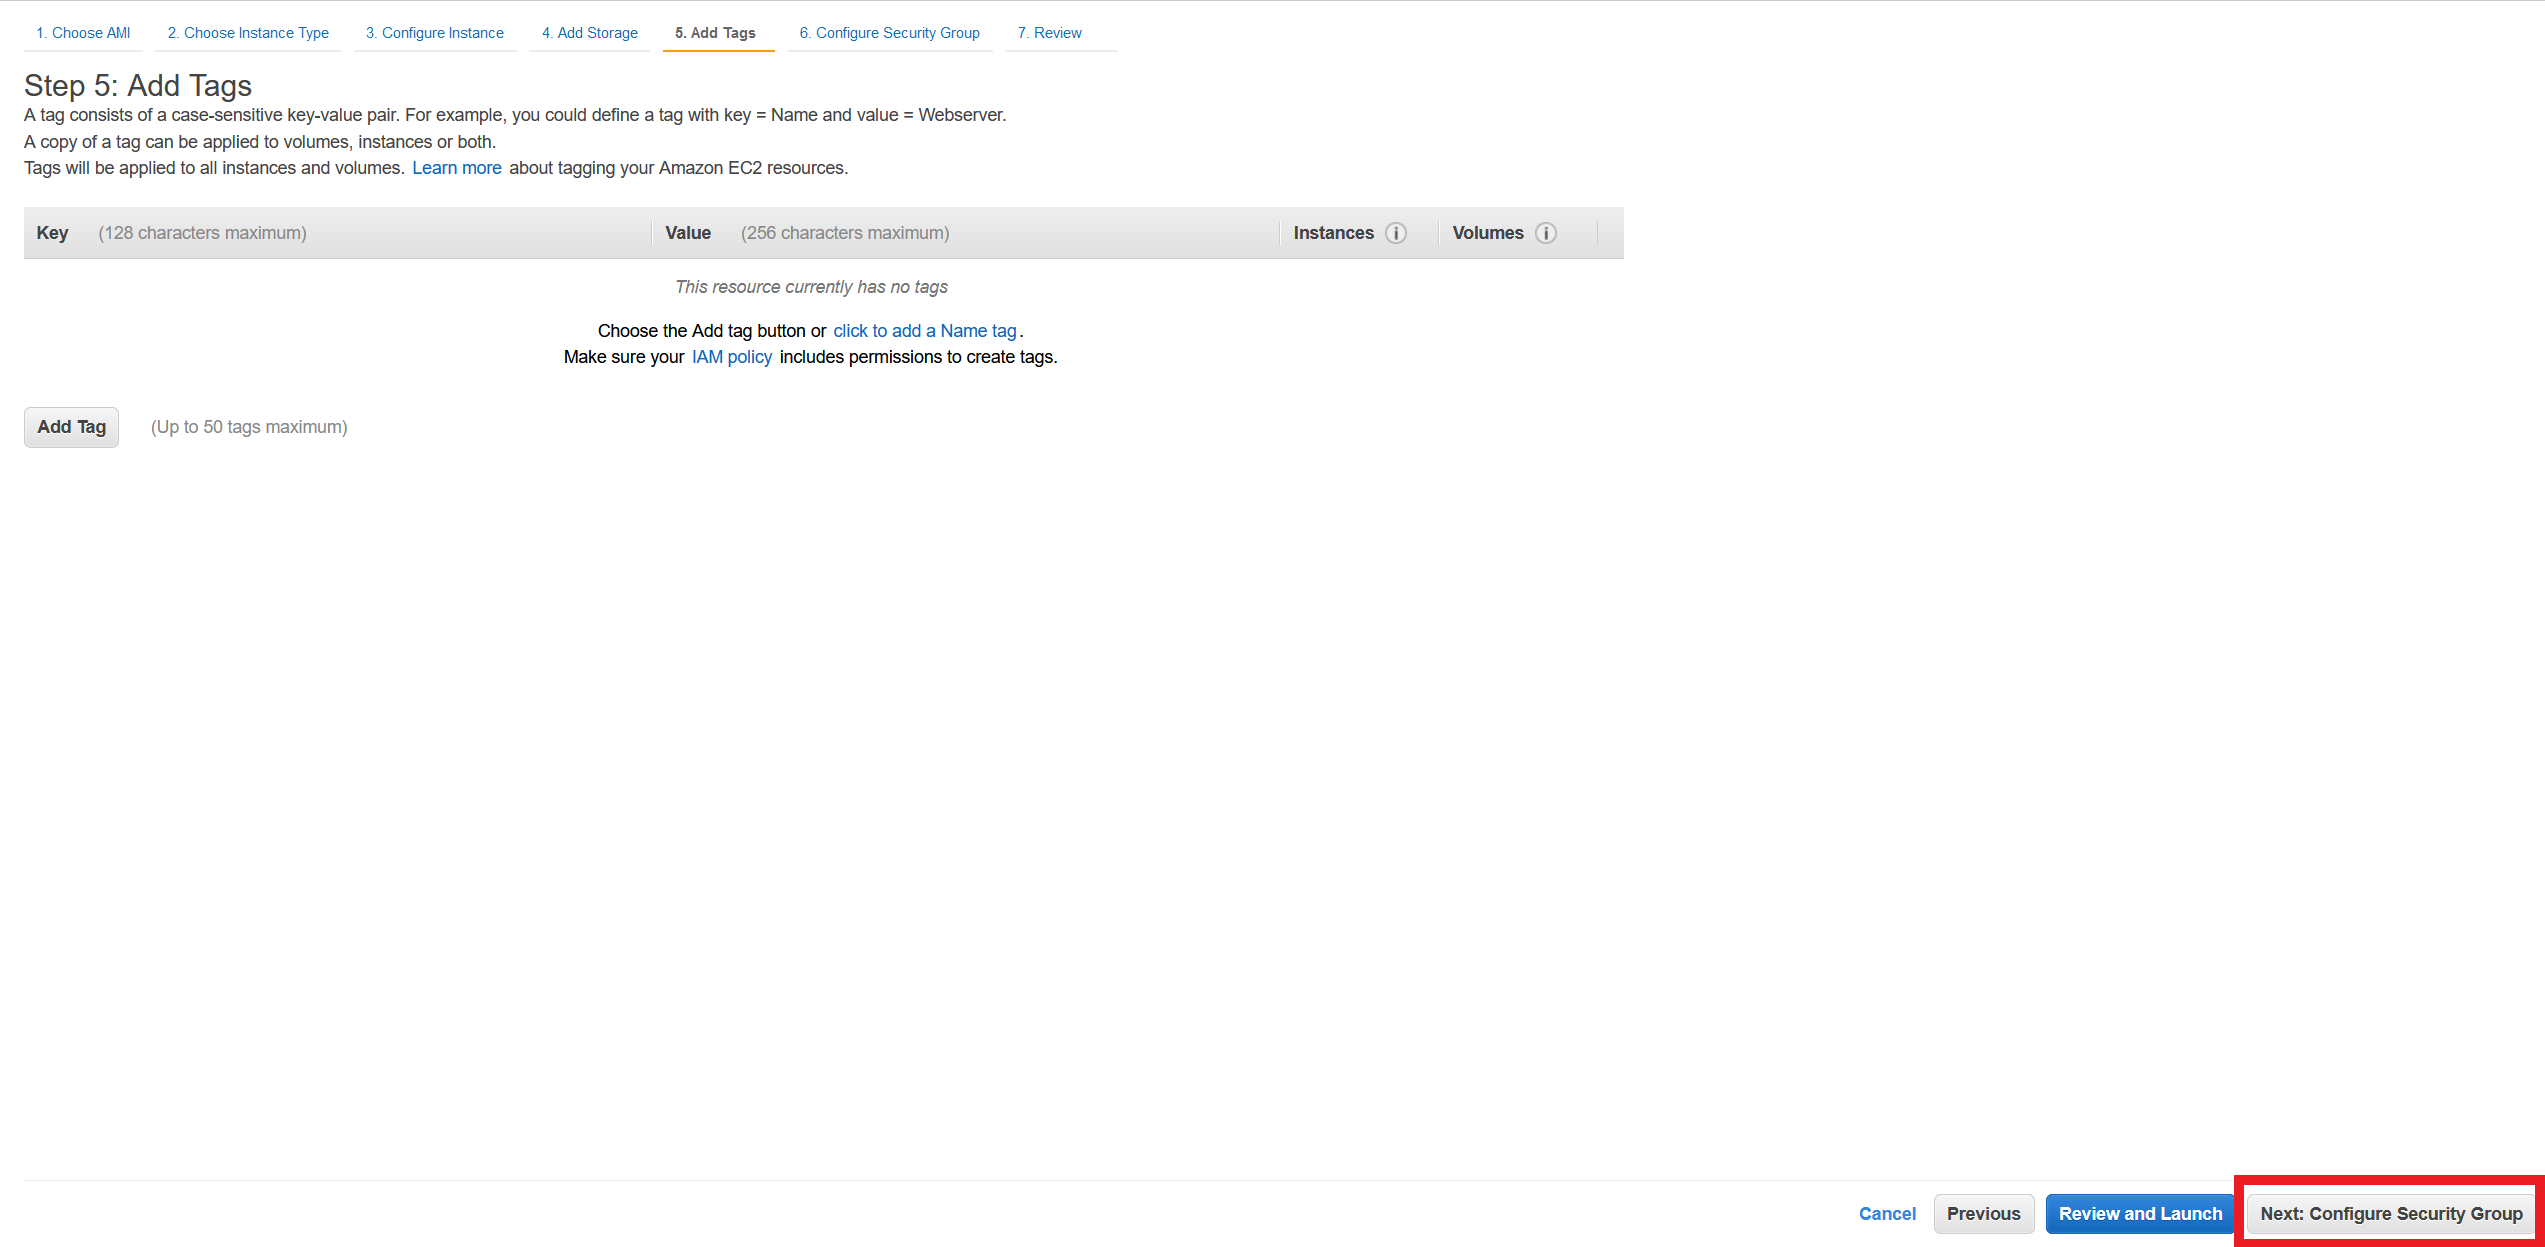 1. Choose AMI 2. Choose Instance Type 3. Configure Instance 4. Add Storage 5. Add Tags 6. Configure Security Group 7. Review
Step 5: Add Tags
A tag consists of a case-sensitive key-value pair. For example, you could define a tag with key = Name and value = Webserver.
A copy of a tag can be applied to volumes, instances or both.
Tags will be applied to all instances and volumes. Learn more about tagging your Amazon EC2 resources.
Key (128 characters maximum) Value (256 characters maximum) Instances i Volumes i
This resource currently has no tags
Choose the Add tag button or click to add a Name tag.
Make sure your IAM policy includes permissions to create tags.
Add Tag (Up to 50 tags maximum)
Cancel Previous Review and Launch Next: Configure Security Group